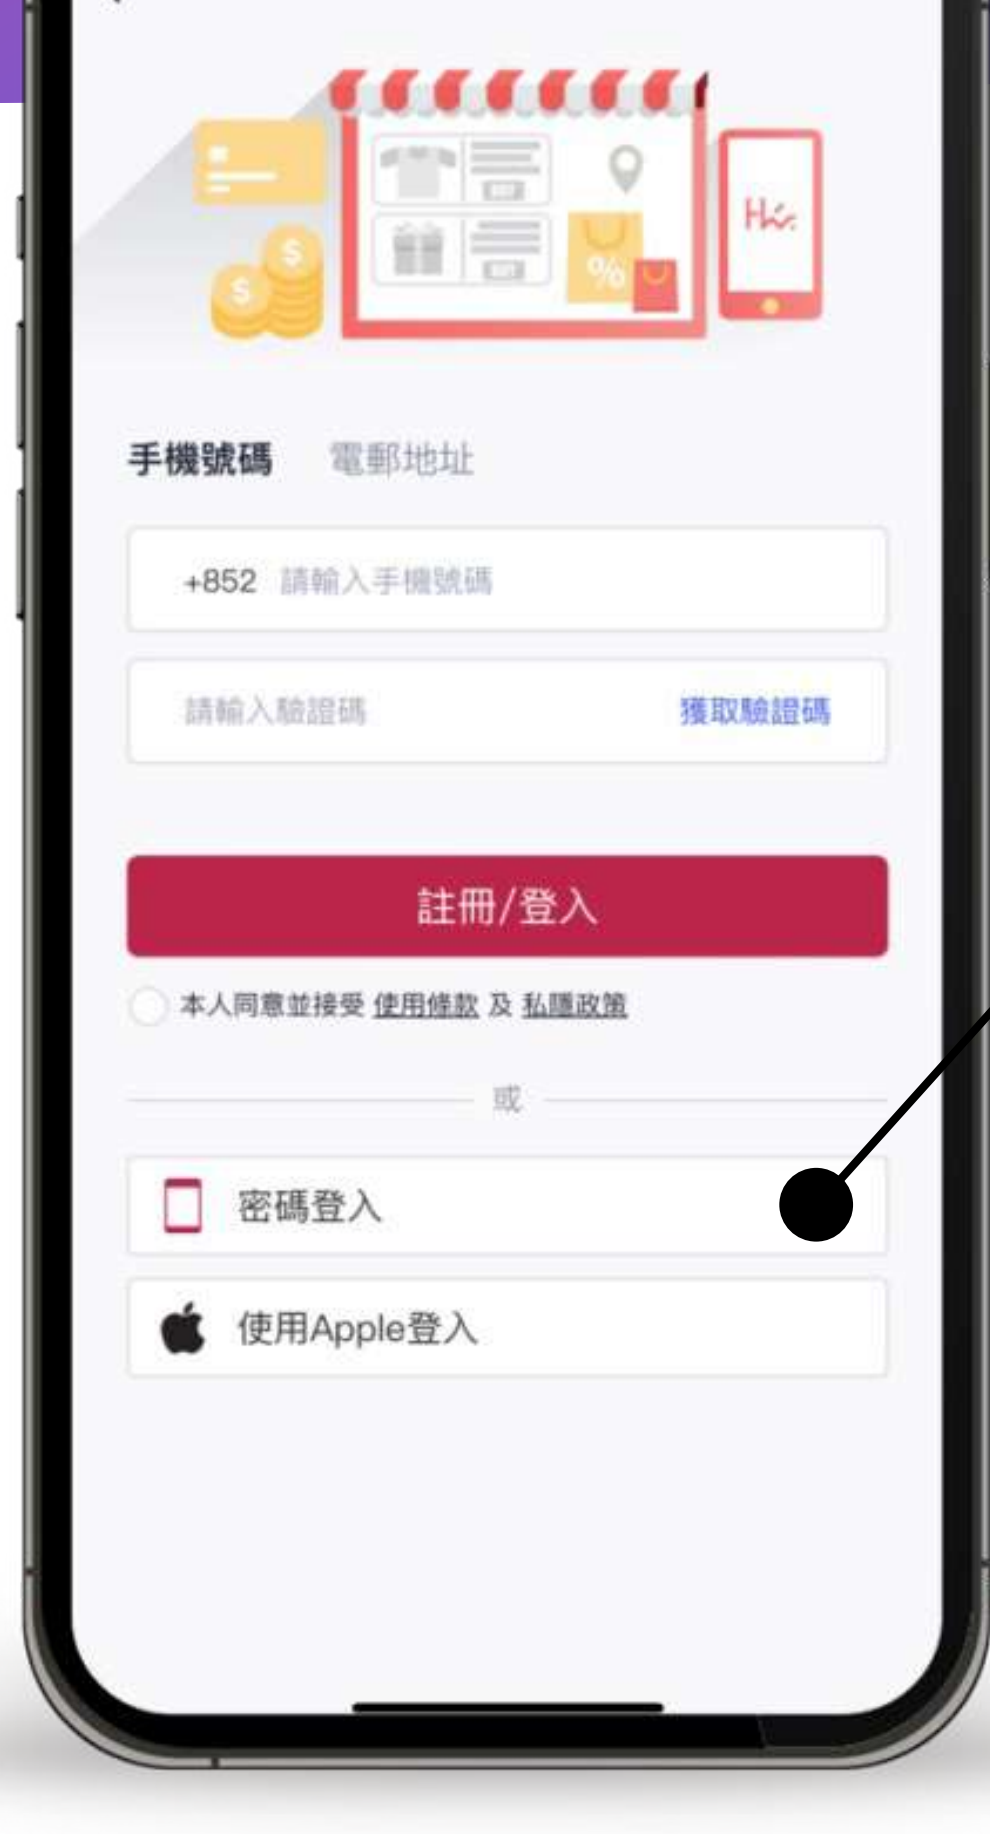 $
$
%
Hi.
手機號碼 電郵地址
+852 請輸入手機號碼
請輸入驗證碼 獲取驗證碼
註冊/登入
本人同意並接受 使用條款 及 私隱政策
或
密碼登入
使用Apple登入